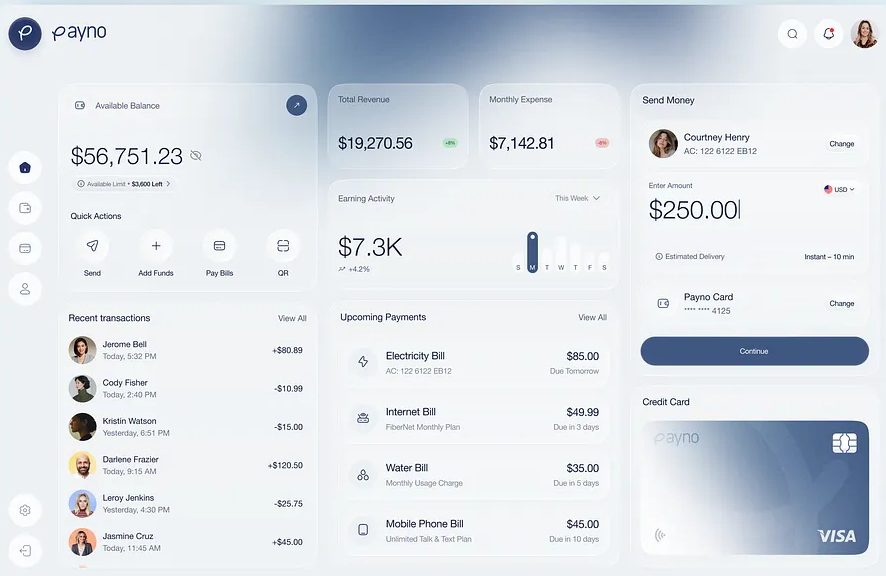 Payno
Available Balance
$56,751.23
Available Limit • $3,600 Left
Quick Actions
Send
Add Funds
Pay Bills
QR
Total Revenue
$19,270.56
+8%
Monthly Expense
$7,142.81
-8%
Earning Activity
This Week
$7.3K
+4.2%
S M T W T F S
Recent transactions
View All
Jerome Bell
Today, 5:32 PM
+$80.89
Cody Fisher
Today, 2:40 PM
-$10.99
Kristin Watson
Yesterday, 6:51 PM
-$15.00
Darlene Frazier
Today, 9:15 AM
+$120.50
Leroy Jenkins
Yesterday, 4:30 PM
-$25.75
Jasmine Cruz
Today, 11:45 AM
+$45.00
Upcoming Payments
View All
Electricity Bill
AC: 122 6122 EB12
$85.00
Due Tomorrow
Internet Bill
FiberNet Monthly Plan
$49.99
Due in 3 days
Water Bill
Monthly Usage Charge
$35.00
Due in 5 days
Mobile Phone Bill
Unlimited Talk & Text Plan
$45.00
Due in 10 days
Send Money
Courtney Henry
AC: 122 6122 EB12
Change
Enter Amount
USD
$250.00
Estimated Delivery
Instant – 10 min
Payno Card
**** **** 4125
Change
Continue
Credit Card
Payno
VISA